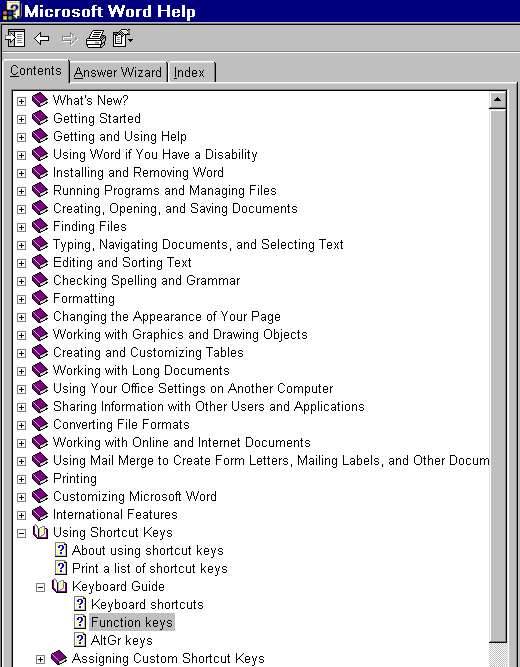 Microsoft Word Help
Contents Answer Wizard Index
What's New?
Getting Started
Getting and Using Help
Using Word if You Have a Disability
Installing and Removing Word
Running Programs and Managing Files
Creating, Opening, and Saving Documents
Finding Files
Typing, Navigating Documents, and Selecting Text
Editing and Sorting Text
Checking Spelling and Grammar
Formatting
Changing the Appearance of Your Page
Working with Graphics and Drawing Objects
Creating and Customizing Tables
Working with Long Documents
Using Your Office Settings on Another Computer
Sharing Information with Other Users and Applications
Converting File Formats
Working with Online and Internet Documents
Using Mail Merge to Create Form Letters, Mailing Labels, and Other Docum
Printing
Customizing Microsoft Word
International Features
Using Shortcut Keys
About using shortcut keys
Print a list of shortcut keys
Keyboard Guide
Keyboard shortcuts
Function keys
AltGr keys
Assigning Custom Shortcut Keys